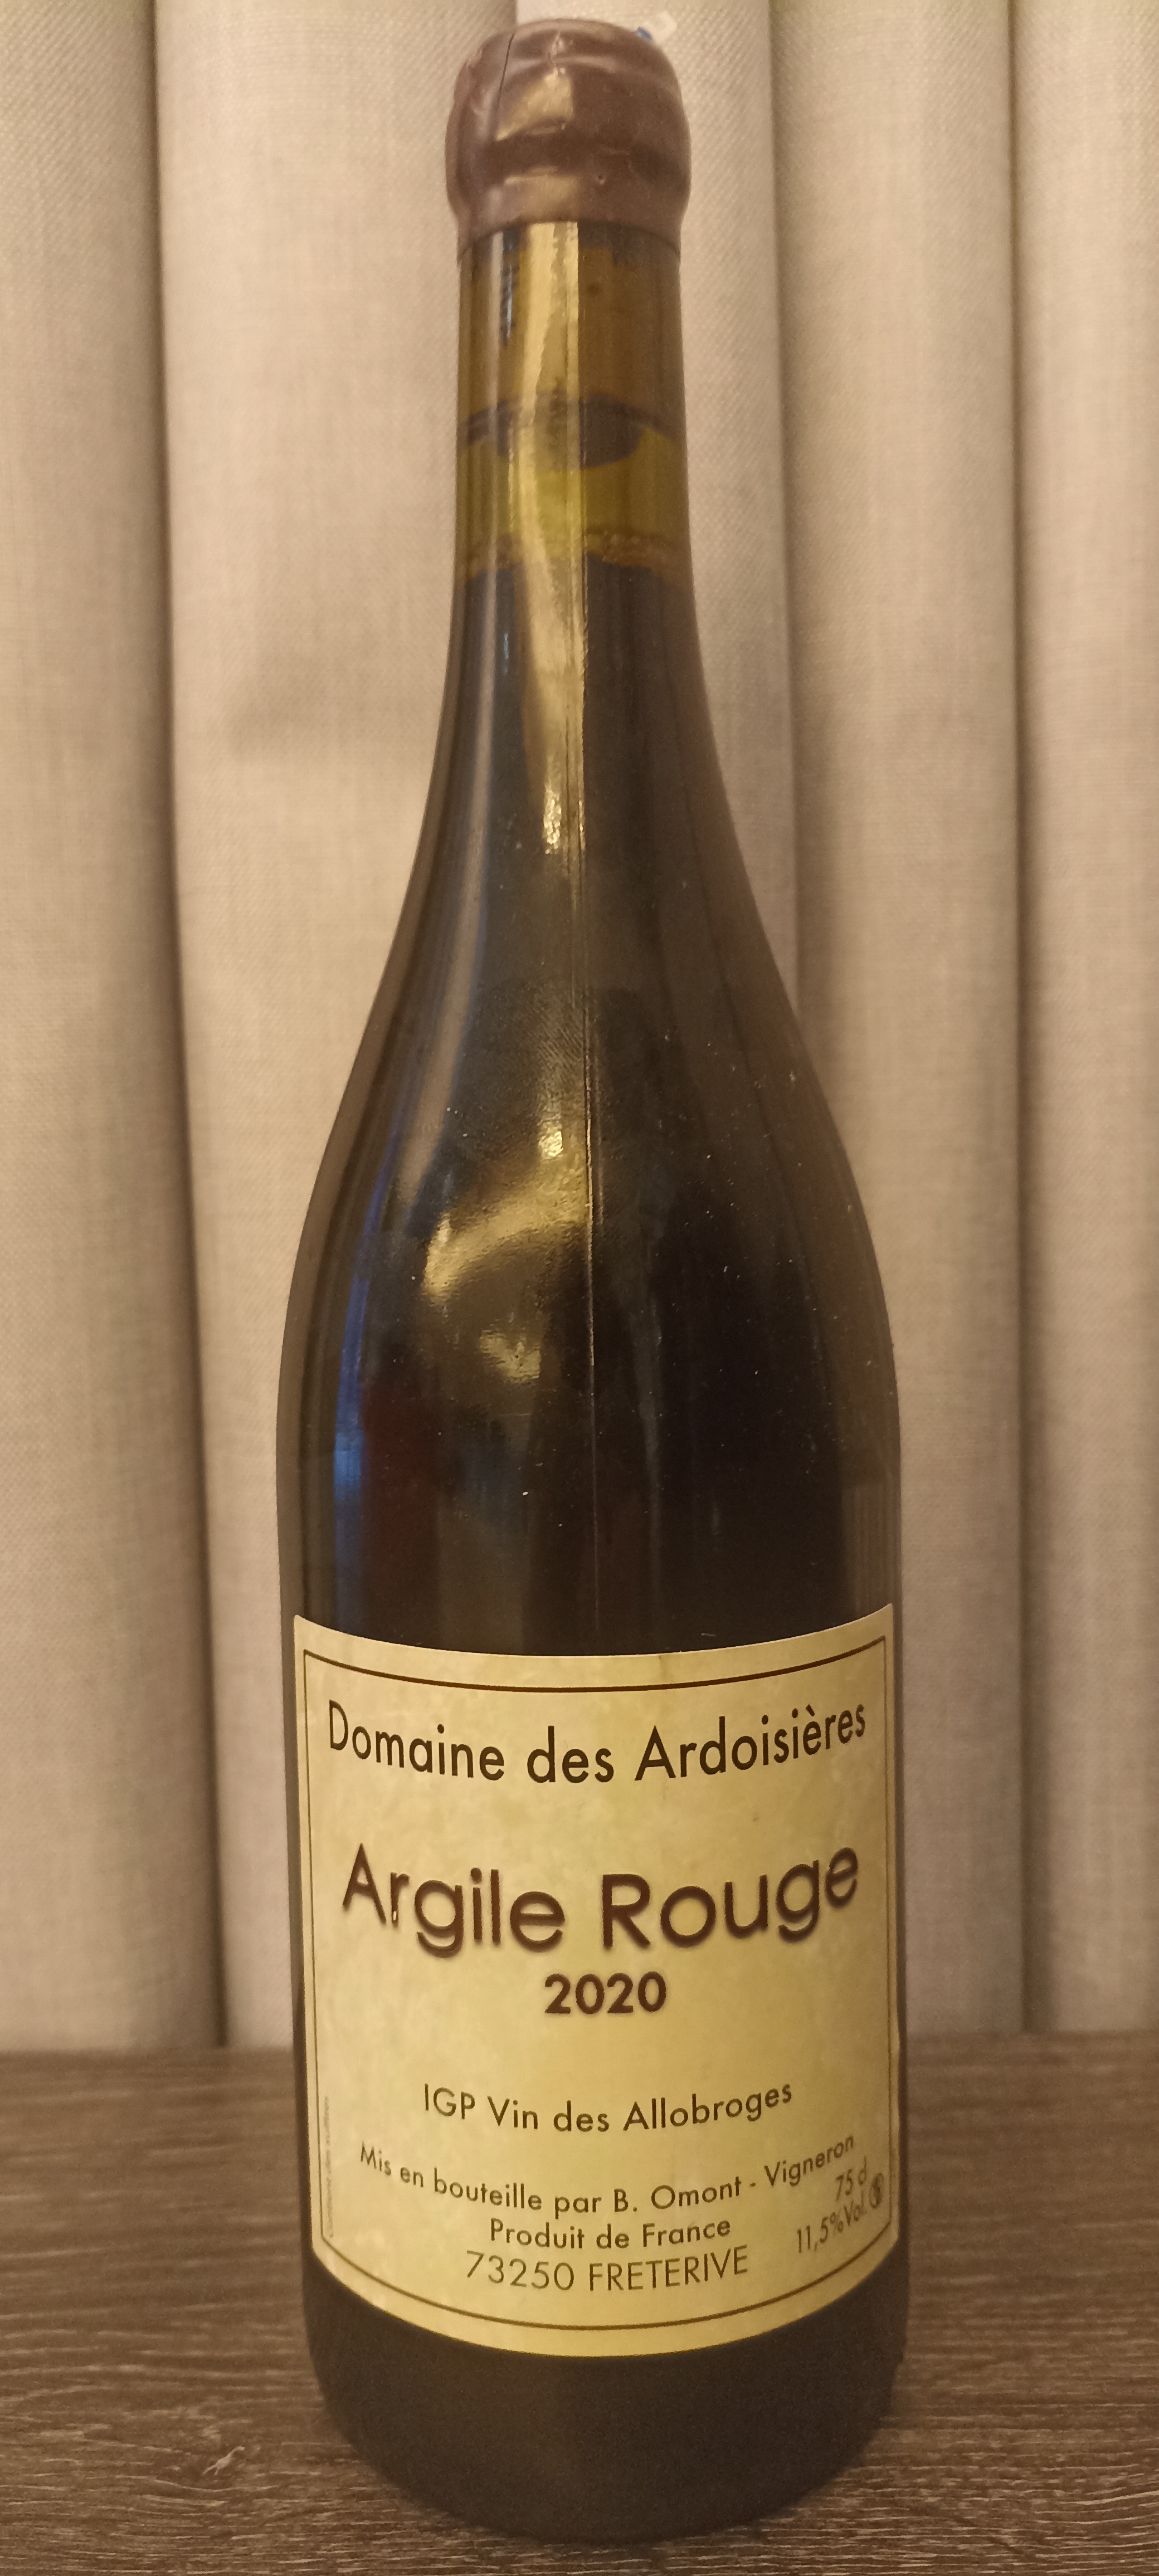 Domaine des Ardoisières
Argile Rouge
2020
IGP Vin des Allobroges
Mis en bouteille par B. Omont - Vigneron
Produit de France
73250 FRETERIVE
75 cl
11,5%Vol.